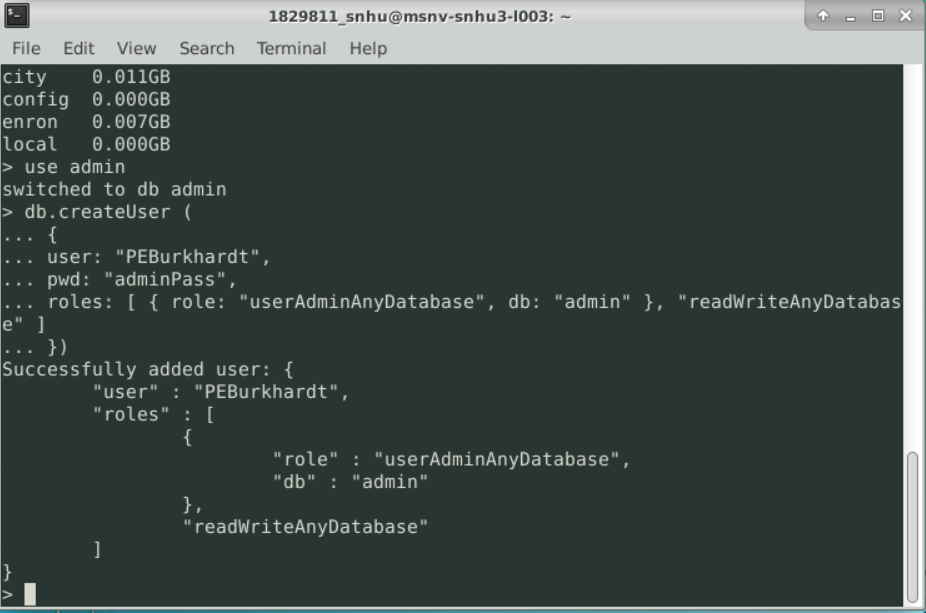 1829811_snhu@msnv-snhu3-l003: ~
File Edit View Search Terminal Help
city    0.011GB
config  0.000GB
enron   0.007GB
local   0.000GB
> use admin
switched to db admin
> db.createUser (
... {
... user: "PEBurkhardt",
... pwd: "adminPass",
... roles: [ { role: "userAdminAnyDatabase", db: "admin" }, "readWriteAnyDatabas
e" ]
... })
Successfully added user: {
        "user" : "PEBurkhardt",
        "roles" : [
                {
                        "role" : "userAdminAnyDatabase",
                        "db" : "admin"
                },
                "readWriteAnyDatabase"
        ]
}
>